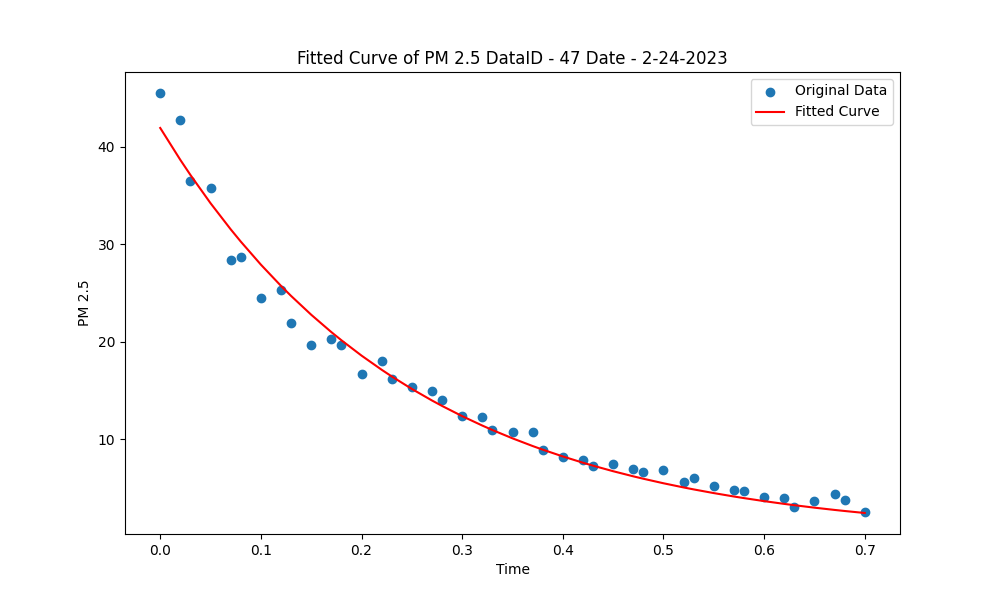 Fitted Curve of PM 2.5 DataID - 47 Date - 2-24-2023
Original Data
Fitted Curve
PM 2.5
40
30
20
10
0.0 0.1 0.2 0.3 0.4 0.5 0.6 0.7
Time